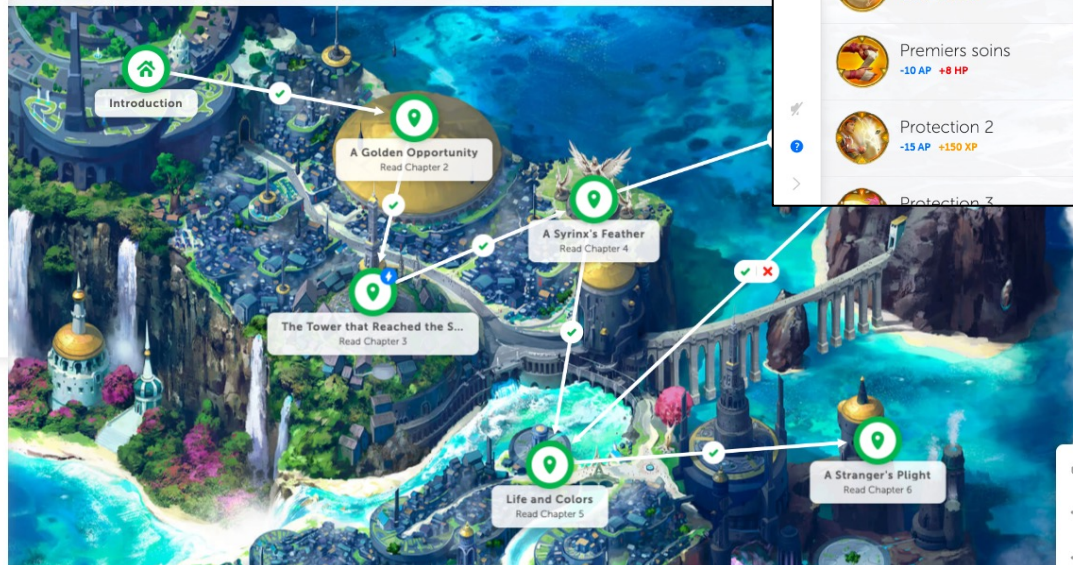 Introduction
A Golden Opportunity
Read Chapter 2
A Syrinx's Feather
Read Chapter 4
The Tower that Reached the S...
Read Chapter 3
Life and Colors
Read Chapter 5
A Stranger's Plight
Read Chapter 6
Premiers soins
-10 AP +8 HP
Protection 2
-15 AP +150 XP
Protection 3
?